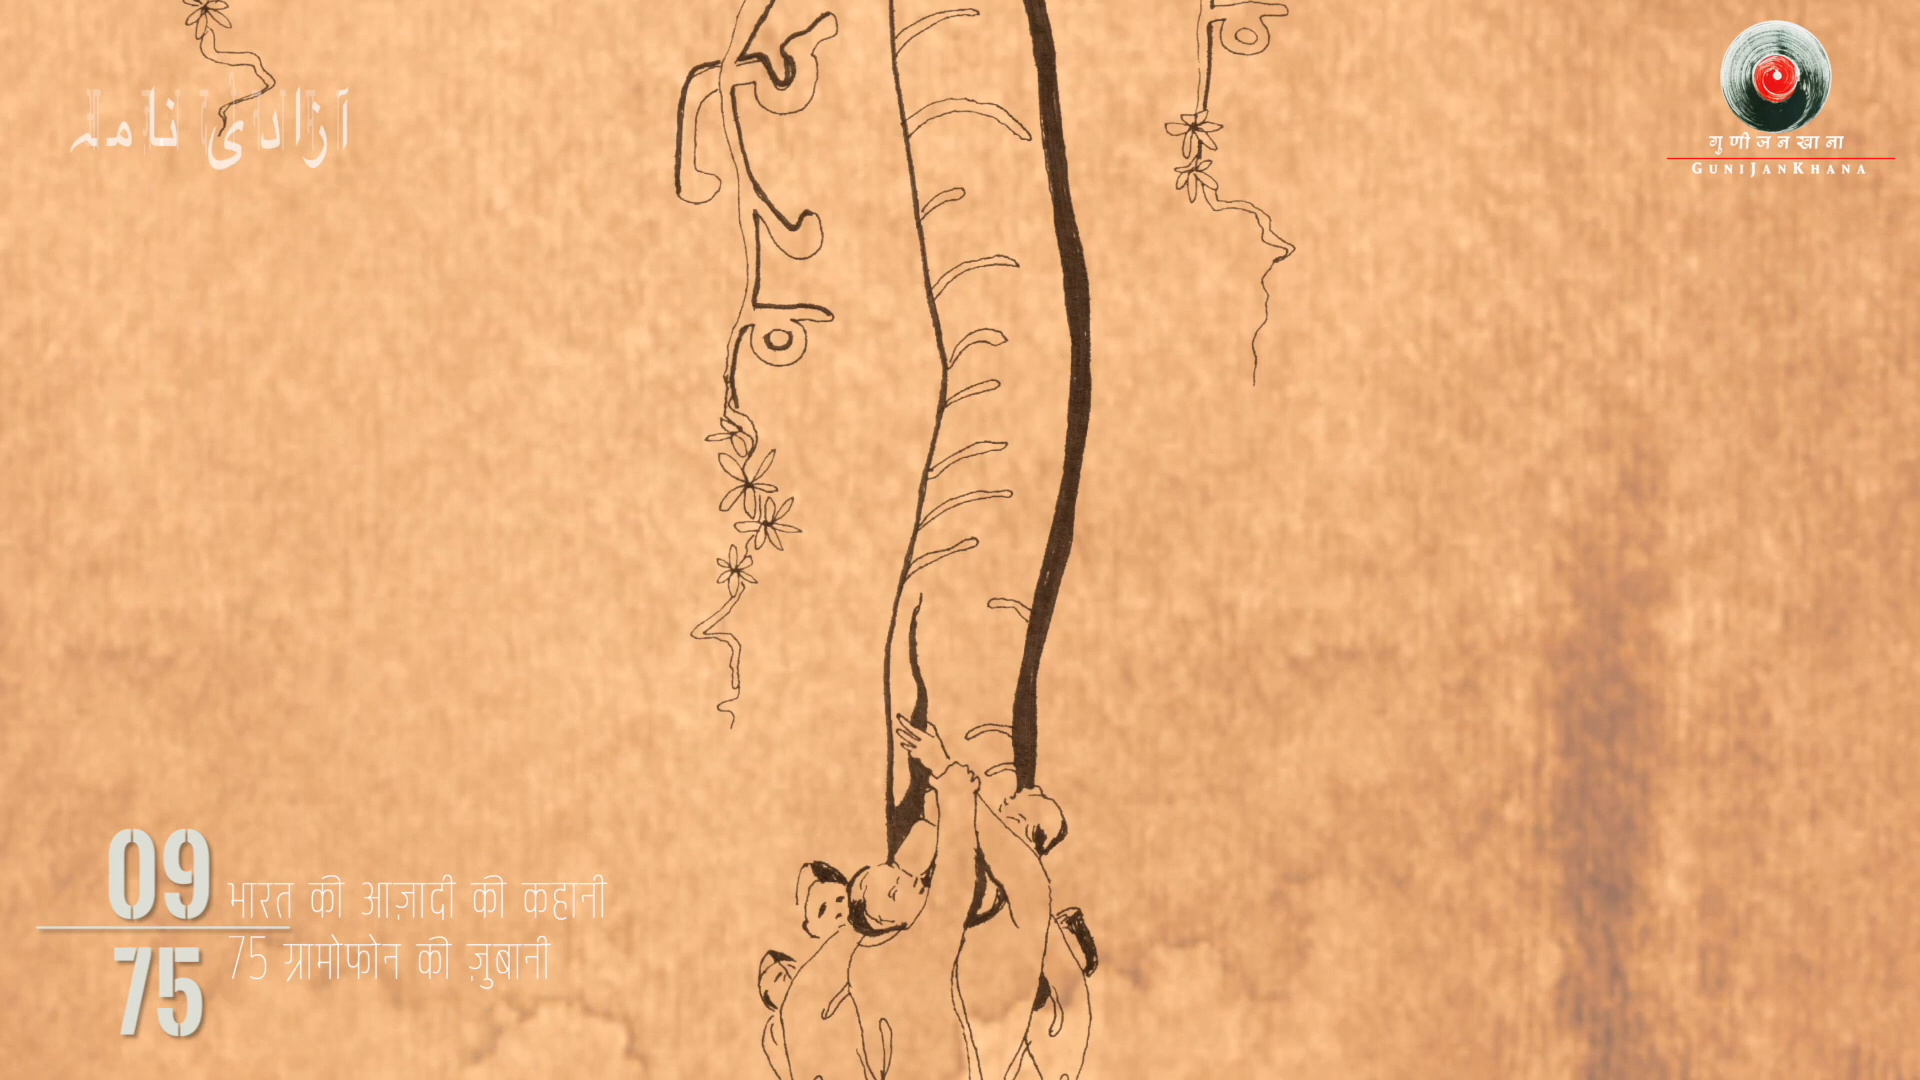 آزادی نامہ
गुणीजनखाना
GUNIJANKHANA
09
75
भारत की आज़ादी की कहानी
75 ग्रामोफोन की ज़ुबानी